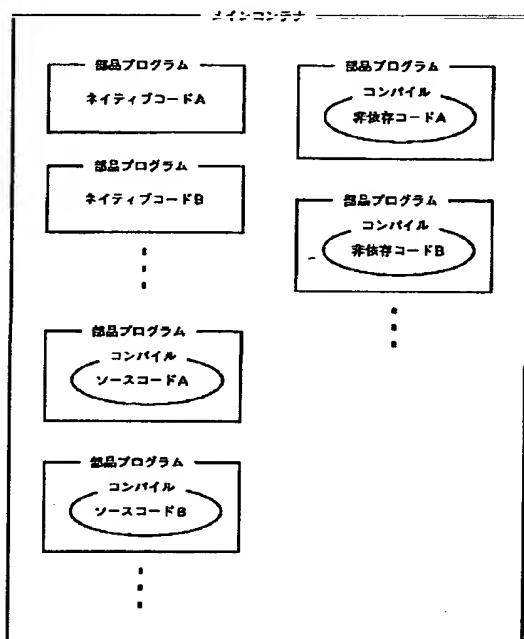 メインコンテナ
部品プログラム
ネイティブコードA
部品プログラム
ネイティブコードB
部品プログラム
コンパイル
ソースコードA
部品プログラム
コンパイル
ソースコードB
部品プログラム
コンパイル
非依存コードA
部品プログラム
コンパイル
非依存コードB